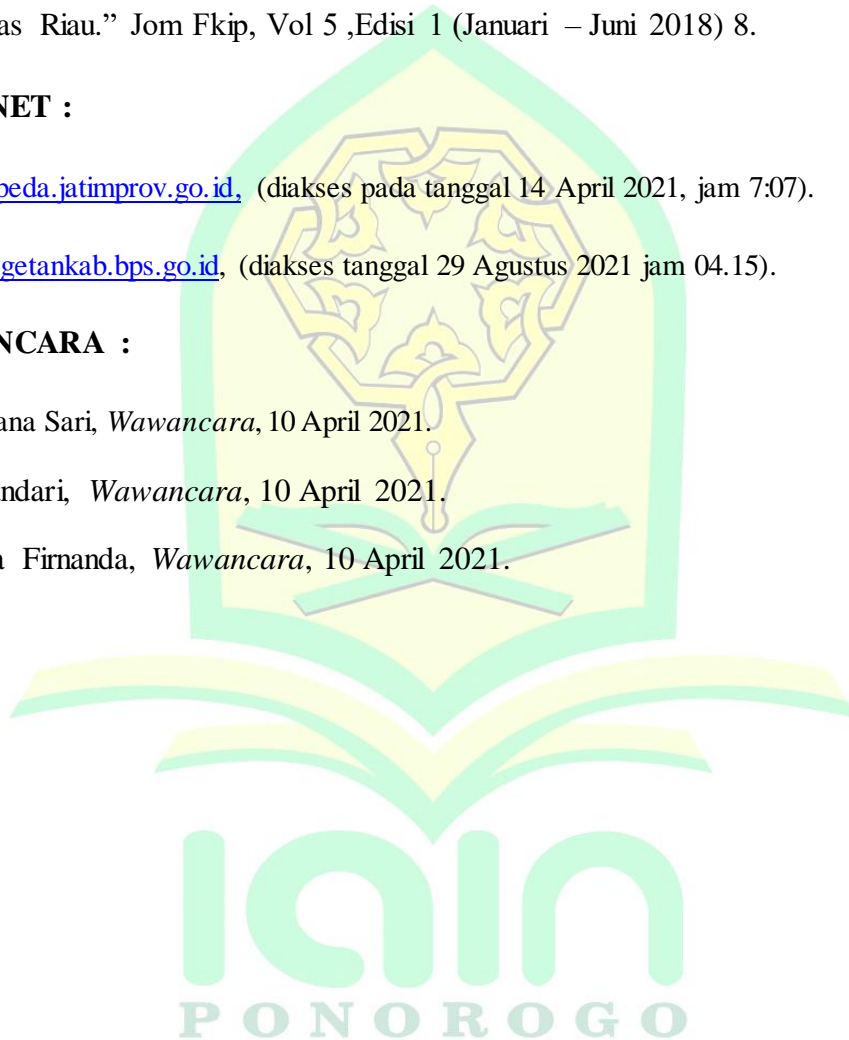 as Riau.” Jom Fkip, Vol 5 ,Edisi 1 (Januari – Juni 2018) 8.
NET :
peda.jatimprov.go.id, (diakses pada tanggal 14 April 2021, jam 7:07).
getankab.bps.go.id, (diakses tanggal 29 Agustus 2021 jam 04.15).
NCARA :
ana Sari, Wawancara, 10 April 2021.
ndari, Wawancara, 10 April 2021.
a Firnanda, Wawancara, 10 April 2021.
iain
PONOROGO